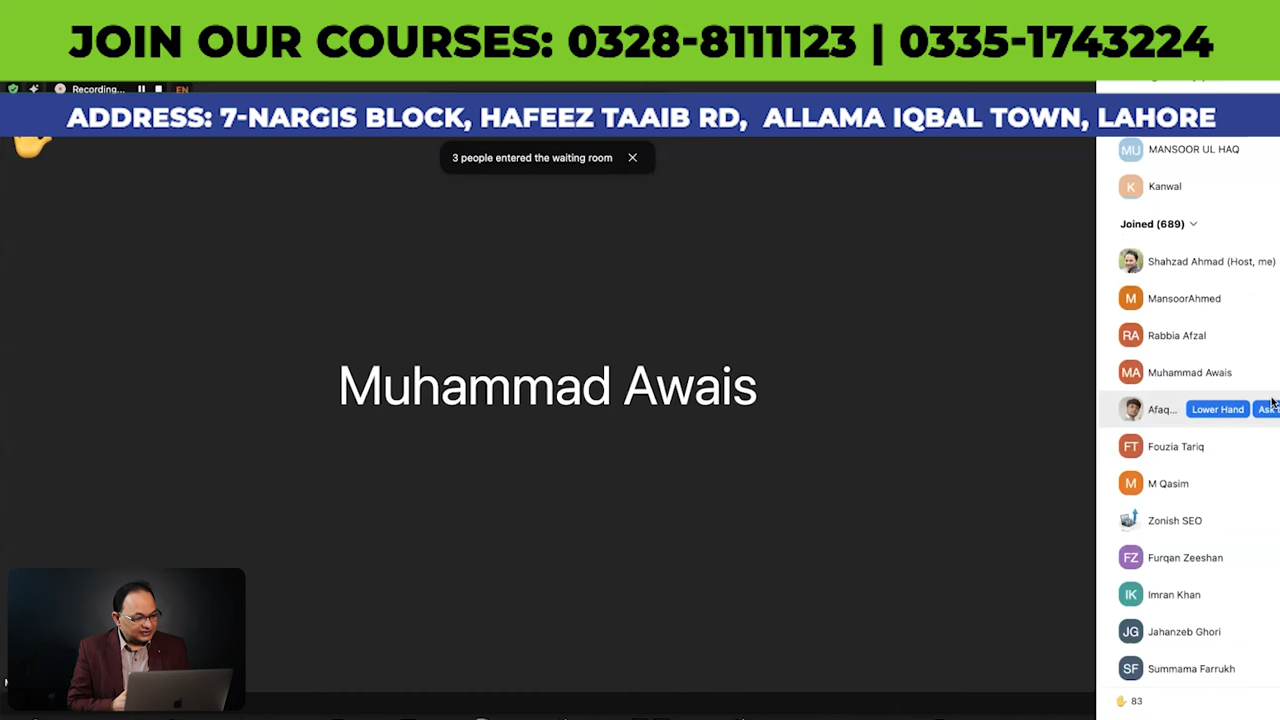 JOIN OUR COURSES: 0328-8111123 | 0335-1743224
Recording...
EN
ADDRESS: 7-NARGIS BLOCK, HAFEEZ TAAIB RD, ALLAMA IQBAL TOWN, LAHORE
3 people entered the waiting room
MU MANSOOR UL HAQ
K Kanwal
Joined (689)
Shahzad Ahmad (Host, me)
M MansoorAhmed
RA Rabbia Afzal
Muhammad Awais
MA Muhammad Awais
Afaq... Lower Hand Ask
FT Fouzia Tariq
M M Qasim
Zonish SEO
FZ Furqan Zeeshan
IK Imran Khan
JG Jahanzeb Ghori
SF Summama Farrukh
83